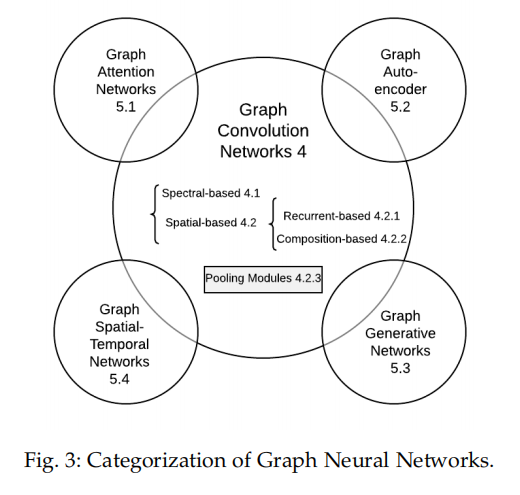 Graph
Attention
Networks
5.1
Graph
Auto-
encoder
5.2
Graph
Convolution
Networks 4
Spectral-based 4.1
Spatial-based 4.2
Recurrent-based 4.2.1
Composition-based 4.2.2
Pooling Modules 4.2.3
Graph
Spatial-
Temporal
Networks
5.4
Graph
Generative
Networks
5.3
Fig. 3: Categorization of Graph Neural Networks.